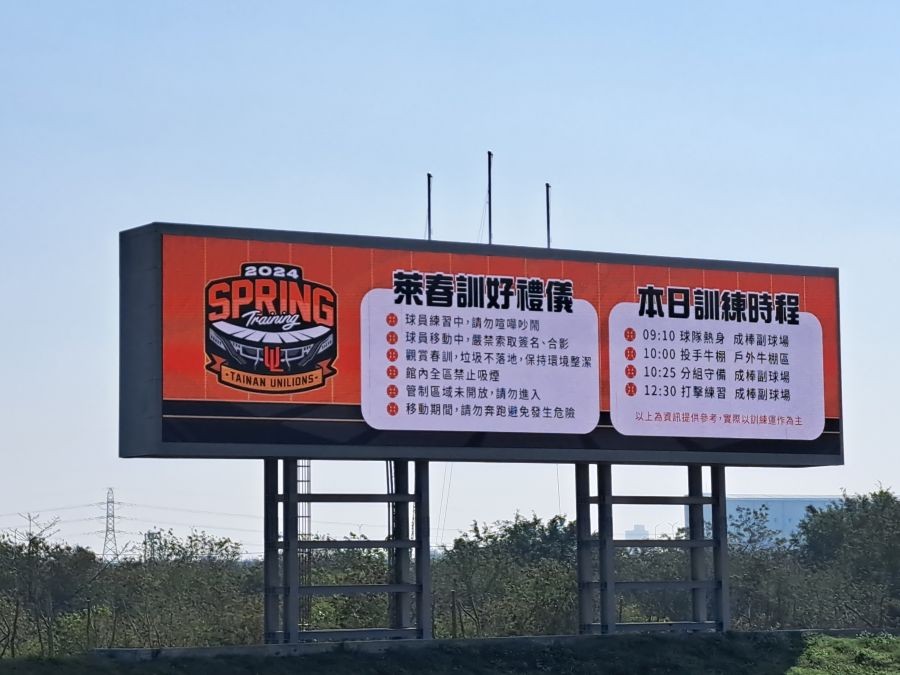 2024
SPRING
Training
UL
TAINAN UNILIONS
萊春訓好禮儀
球員練習中,請勿喧嘩吵鬧
球員移動中,嚴禁索取簽名、合影
觀賞春訓,垃圾不落地,保持環境整潔
館內全區禁止吸煙
管制區域未開放,請勿進入
移動期間,請勿奔跑避免發生危險
本日訓練時程
09:10 球隊熱身 成棒副球場
10:00 投手牛棚 戶外牛棚區
10:25 分組守備 成棒副球場
12:30 打擊練習 成棒副球場
以上為資訊提供參考,實際以訓練運作為主